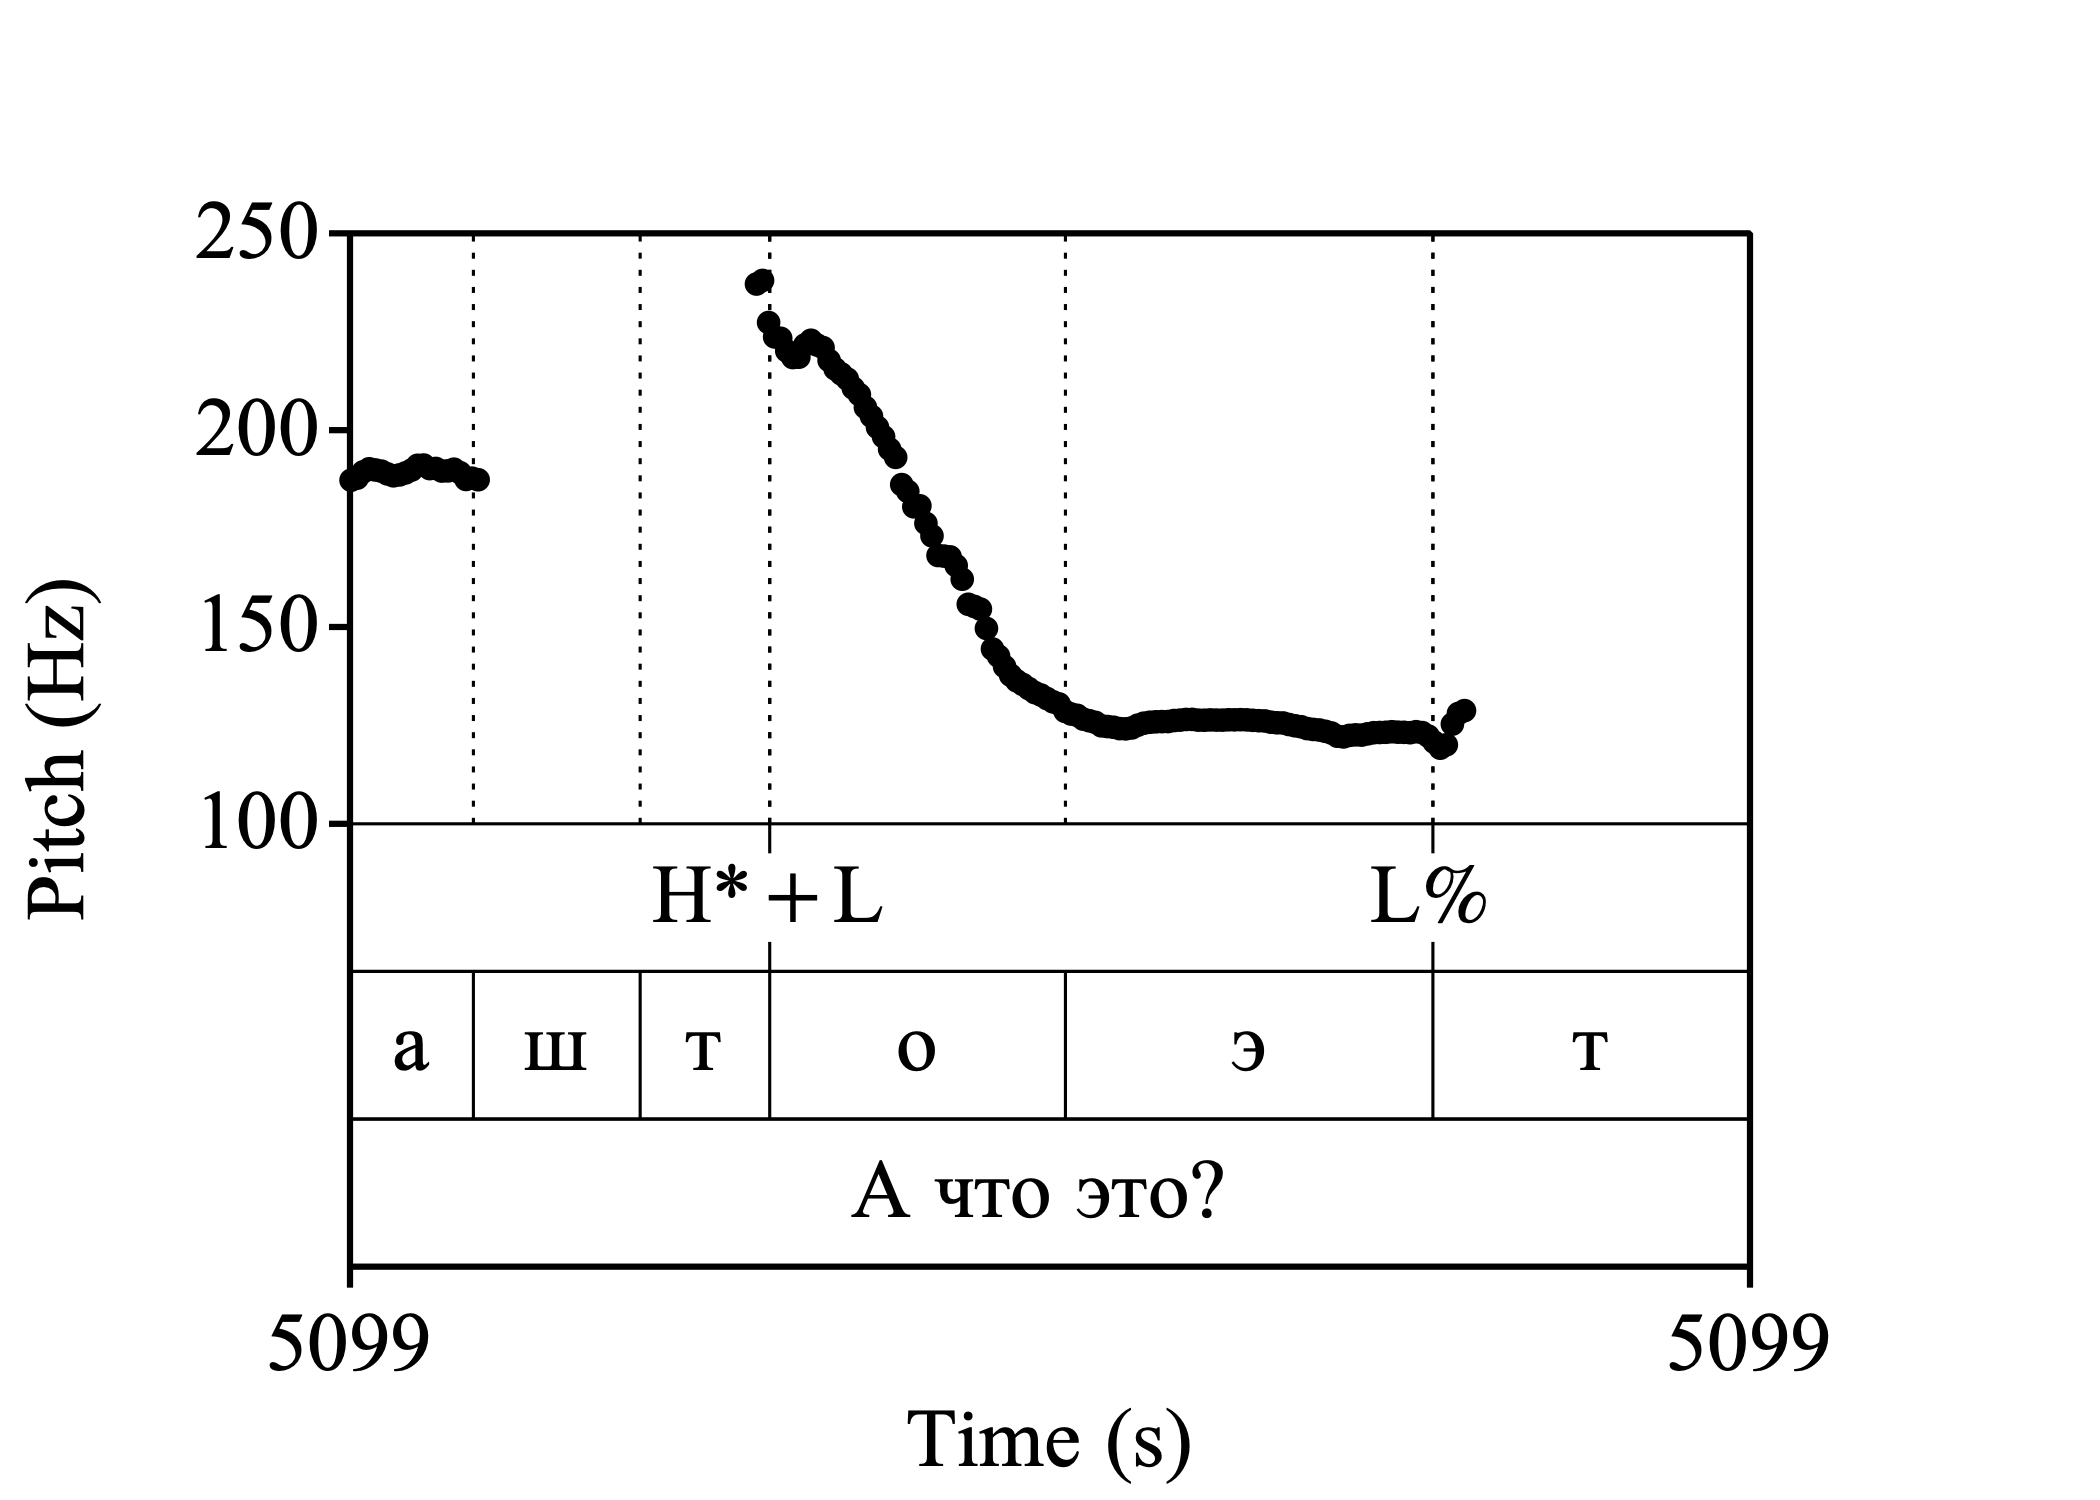 250
200
150
100
Pitch (Hz)
H* + L L%
а ш т о э т
А что это?
5099 5099
Time (s)